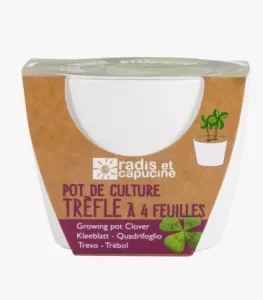 radis et
capucine
POT DE CULTURE
TRÈFLE À 4 FEUILLES
Growing pot Clover
Kleeblatt - Quadrifoglio
Trevo - Trébol